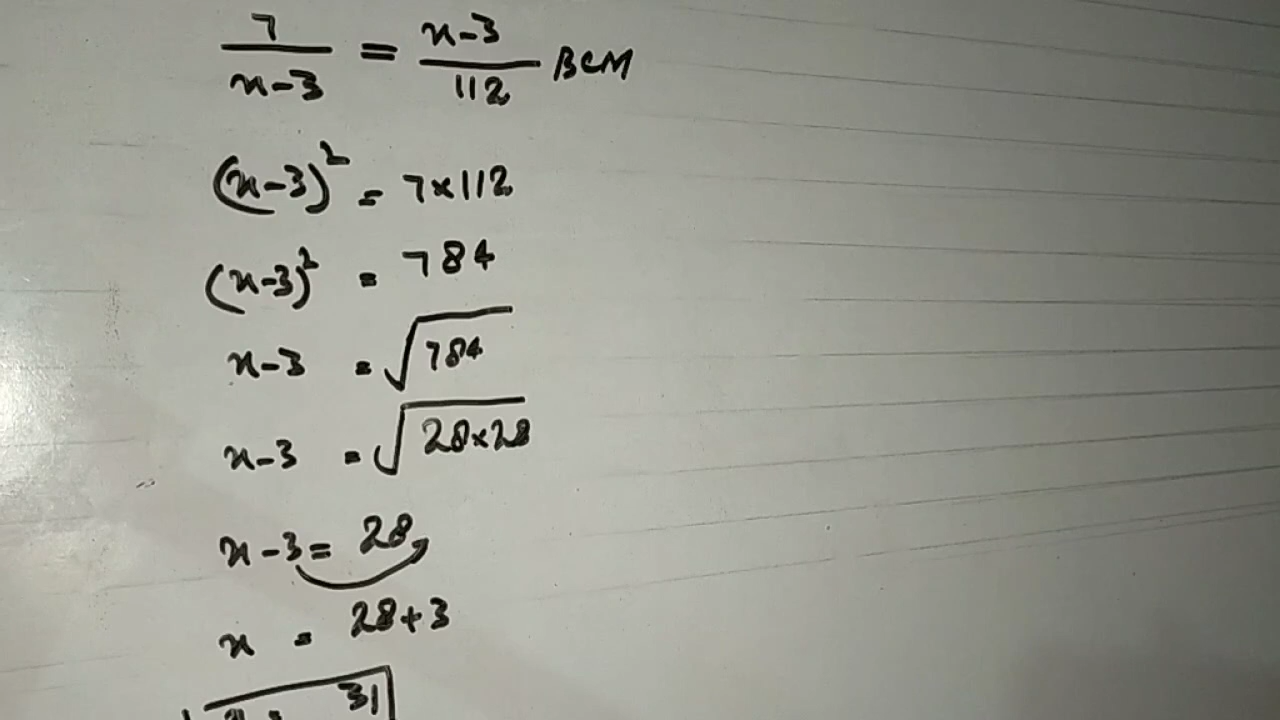 7/(x-3) = (x-3)/112 BCM
(x-3)² = 7×112
(x-3)² = 784
x-3 = √784
x-3 = √28×28
x-3 = 28
x = 28+3
31